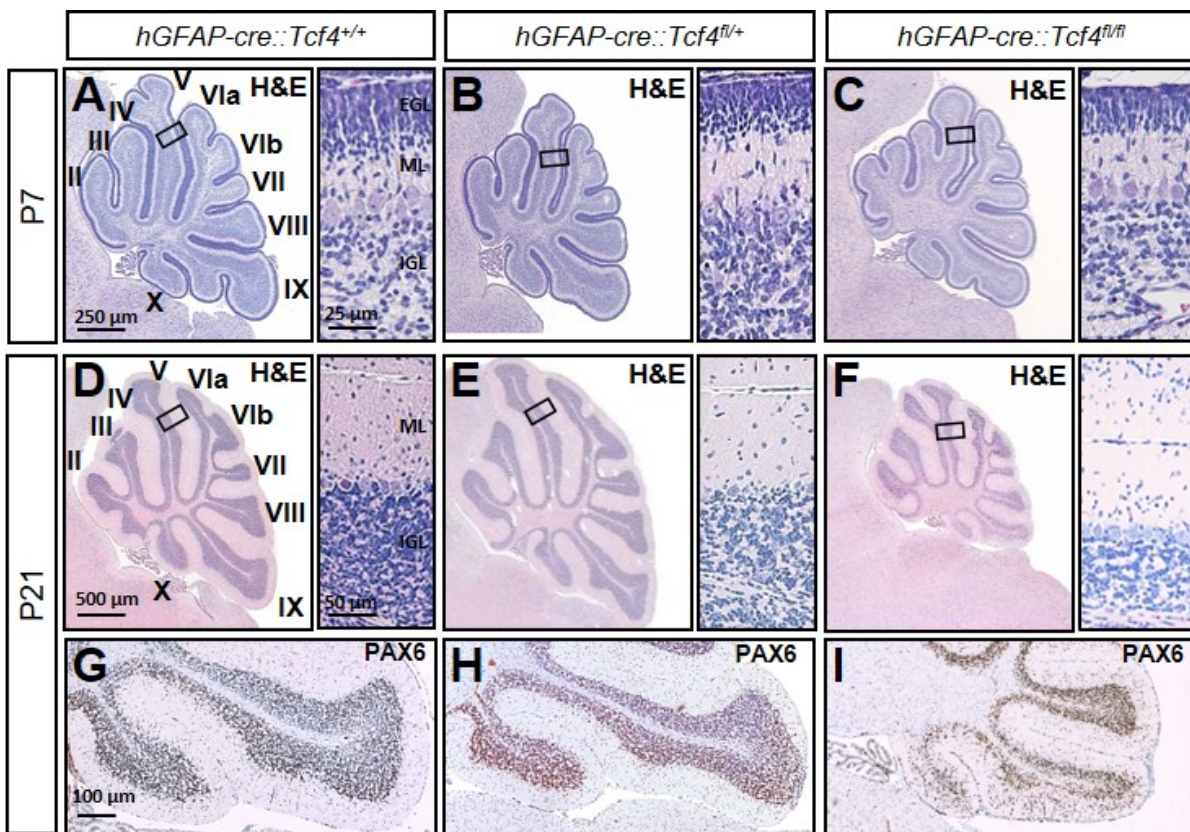 hGFAP-cre::Tcf4+/+
hGFAP-cre::Tcf4fl/+
hGFAP-cre::Tcf4fl/fl
P7
A
H&E
II
III
IV
V
VIa
VIb
VII
VIII
IX
X
250 µm
EGL
ML
IGL
25 µm
B
H&E
C
H&E
P21
D
H&E
II
III
IV
V
VIa
VIb
VII
VIII
IX
X
500 µm
ML
IGL
50 µm
E
H&E
F
H&E
G
PAX6
100 µm
H
PAX6
I
PAX6